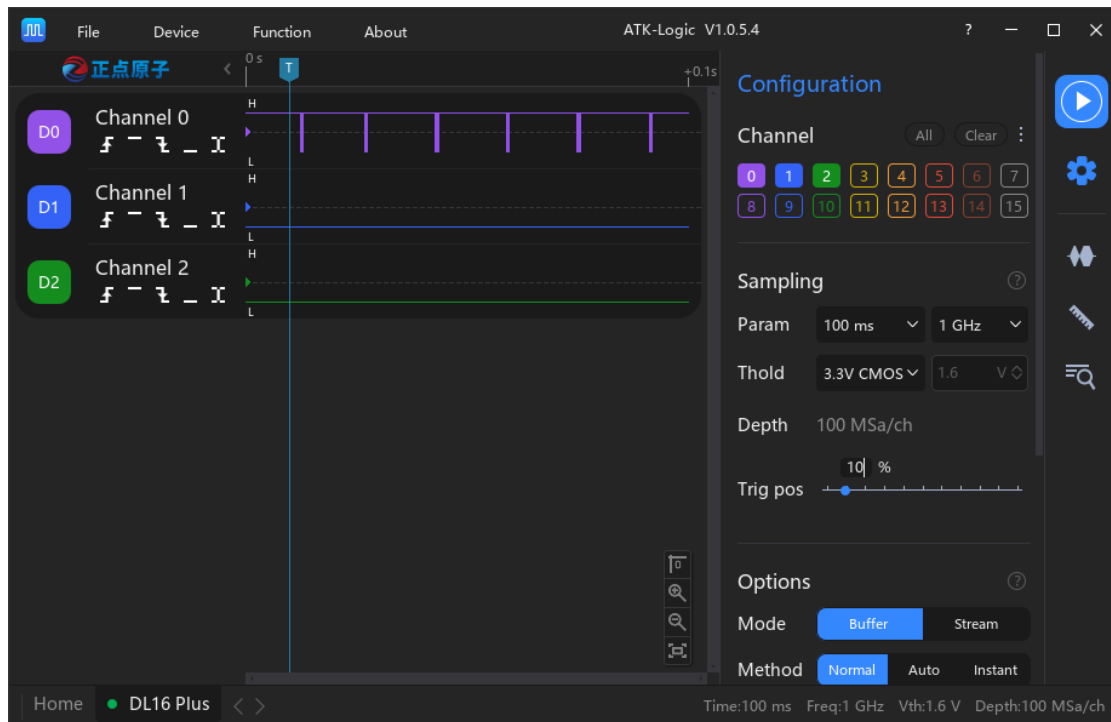 File Device Function About ATK-Logic V1.0.5.4 ?
正点原子
0 s T +0.1s
D0 Channel 0 H L
D1 Channel 1 H L
D2 Channel 2 H L
Configuration
Channel All Clear
0 1 2 3 4 5 6 7
8 9 10 11 12 13 14 15
Sampling ?
Param 100 ms 1 GHz
Thold 3.3V CMOS 1.6 V
Depth 100 MSa/ch
10 %
Trig pos
Options ?
Mode Buffer Stream
Method Normal Auto Instant
Home DL16 Plus Time:100 ms Freq:1 GHz Vth:1.6 V Depth:100 MSa/ch